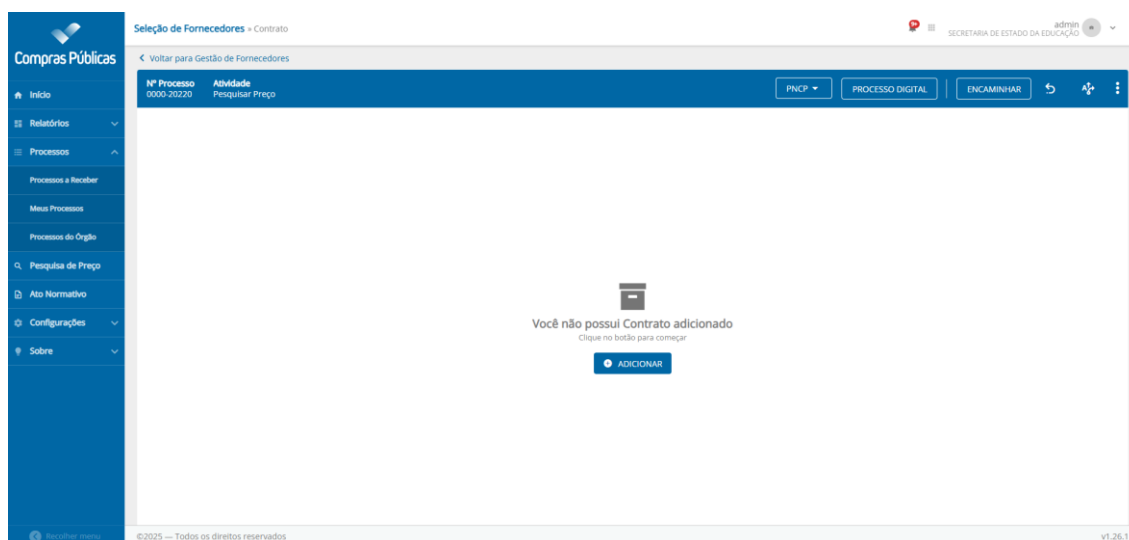 Compras Públicas
Início
Relatórios
Processos
Processos a Receber
Meus Processos
Processos do Órgão
Pesquisa de Preço
Ato Normativo
Configurações
Sobre
Recolher menu
Seleção de Fornecedores » Contrato
9+
admin
SECRETARIA DE ESTADO DA EDUCAÇÃO
Voltar para Gestão de Fornecedores
Nº Processo Atividade
0000-20220 Pesquisar Preço
PNCP
PROCESSO DIGITAL
ENCAMINHAR
Você não possui Contrato adicionado
Clique no botão para começar
ADICIONAR
©2025 — Todos os direitos reservados
v1.26.1